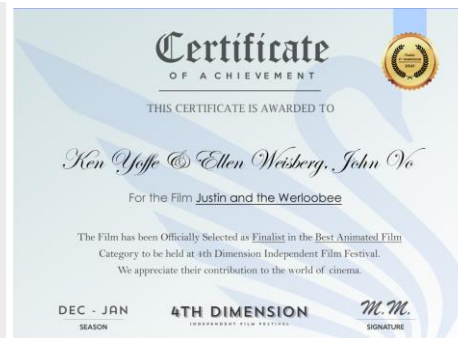 Certificate
OF ACHIEVEMENT
THIS CERTIFICATE IS AWARDED TO
Ken Yoffe & Ellen Weisberg, John Vo
For the Film Justin and the Werloobee
The Film has been Officially Selected as Finalist in the Best Animated Film
Category to be held at 4th Dimension Independent Film Festival.
We appreciate their contribution to the world of cinema.
DEC - JAN
SEASON
4TH DIMENSION
INDEPENDENT FILM FESTIVAL
M.M.
SIGNATURE